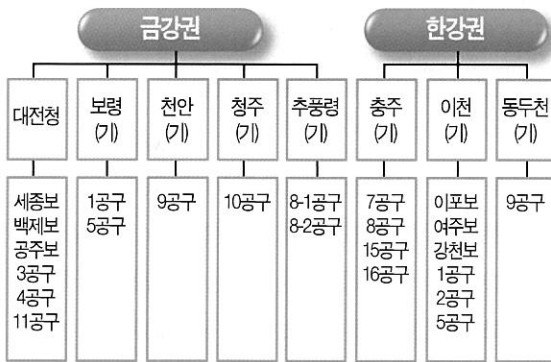 금강권
한강권
대전청
보령
(기)
천안
(기)
청주
(기)
추풍령
(기)
충주
(기)
이천
(기)
동두천
(기)
세종보
백제보
공주보
3공구
4공구
11공구
1공구
5공구
9공구
10공구
8-1공구
8-2공구
7공구
8공구
15공구
16공구
이포보
여주보
강천보
1공구
2공구
5공구
9공구